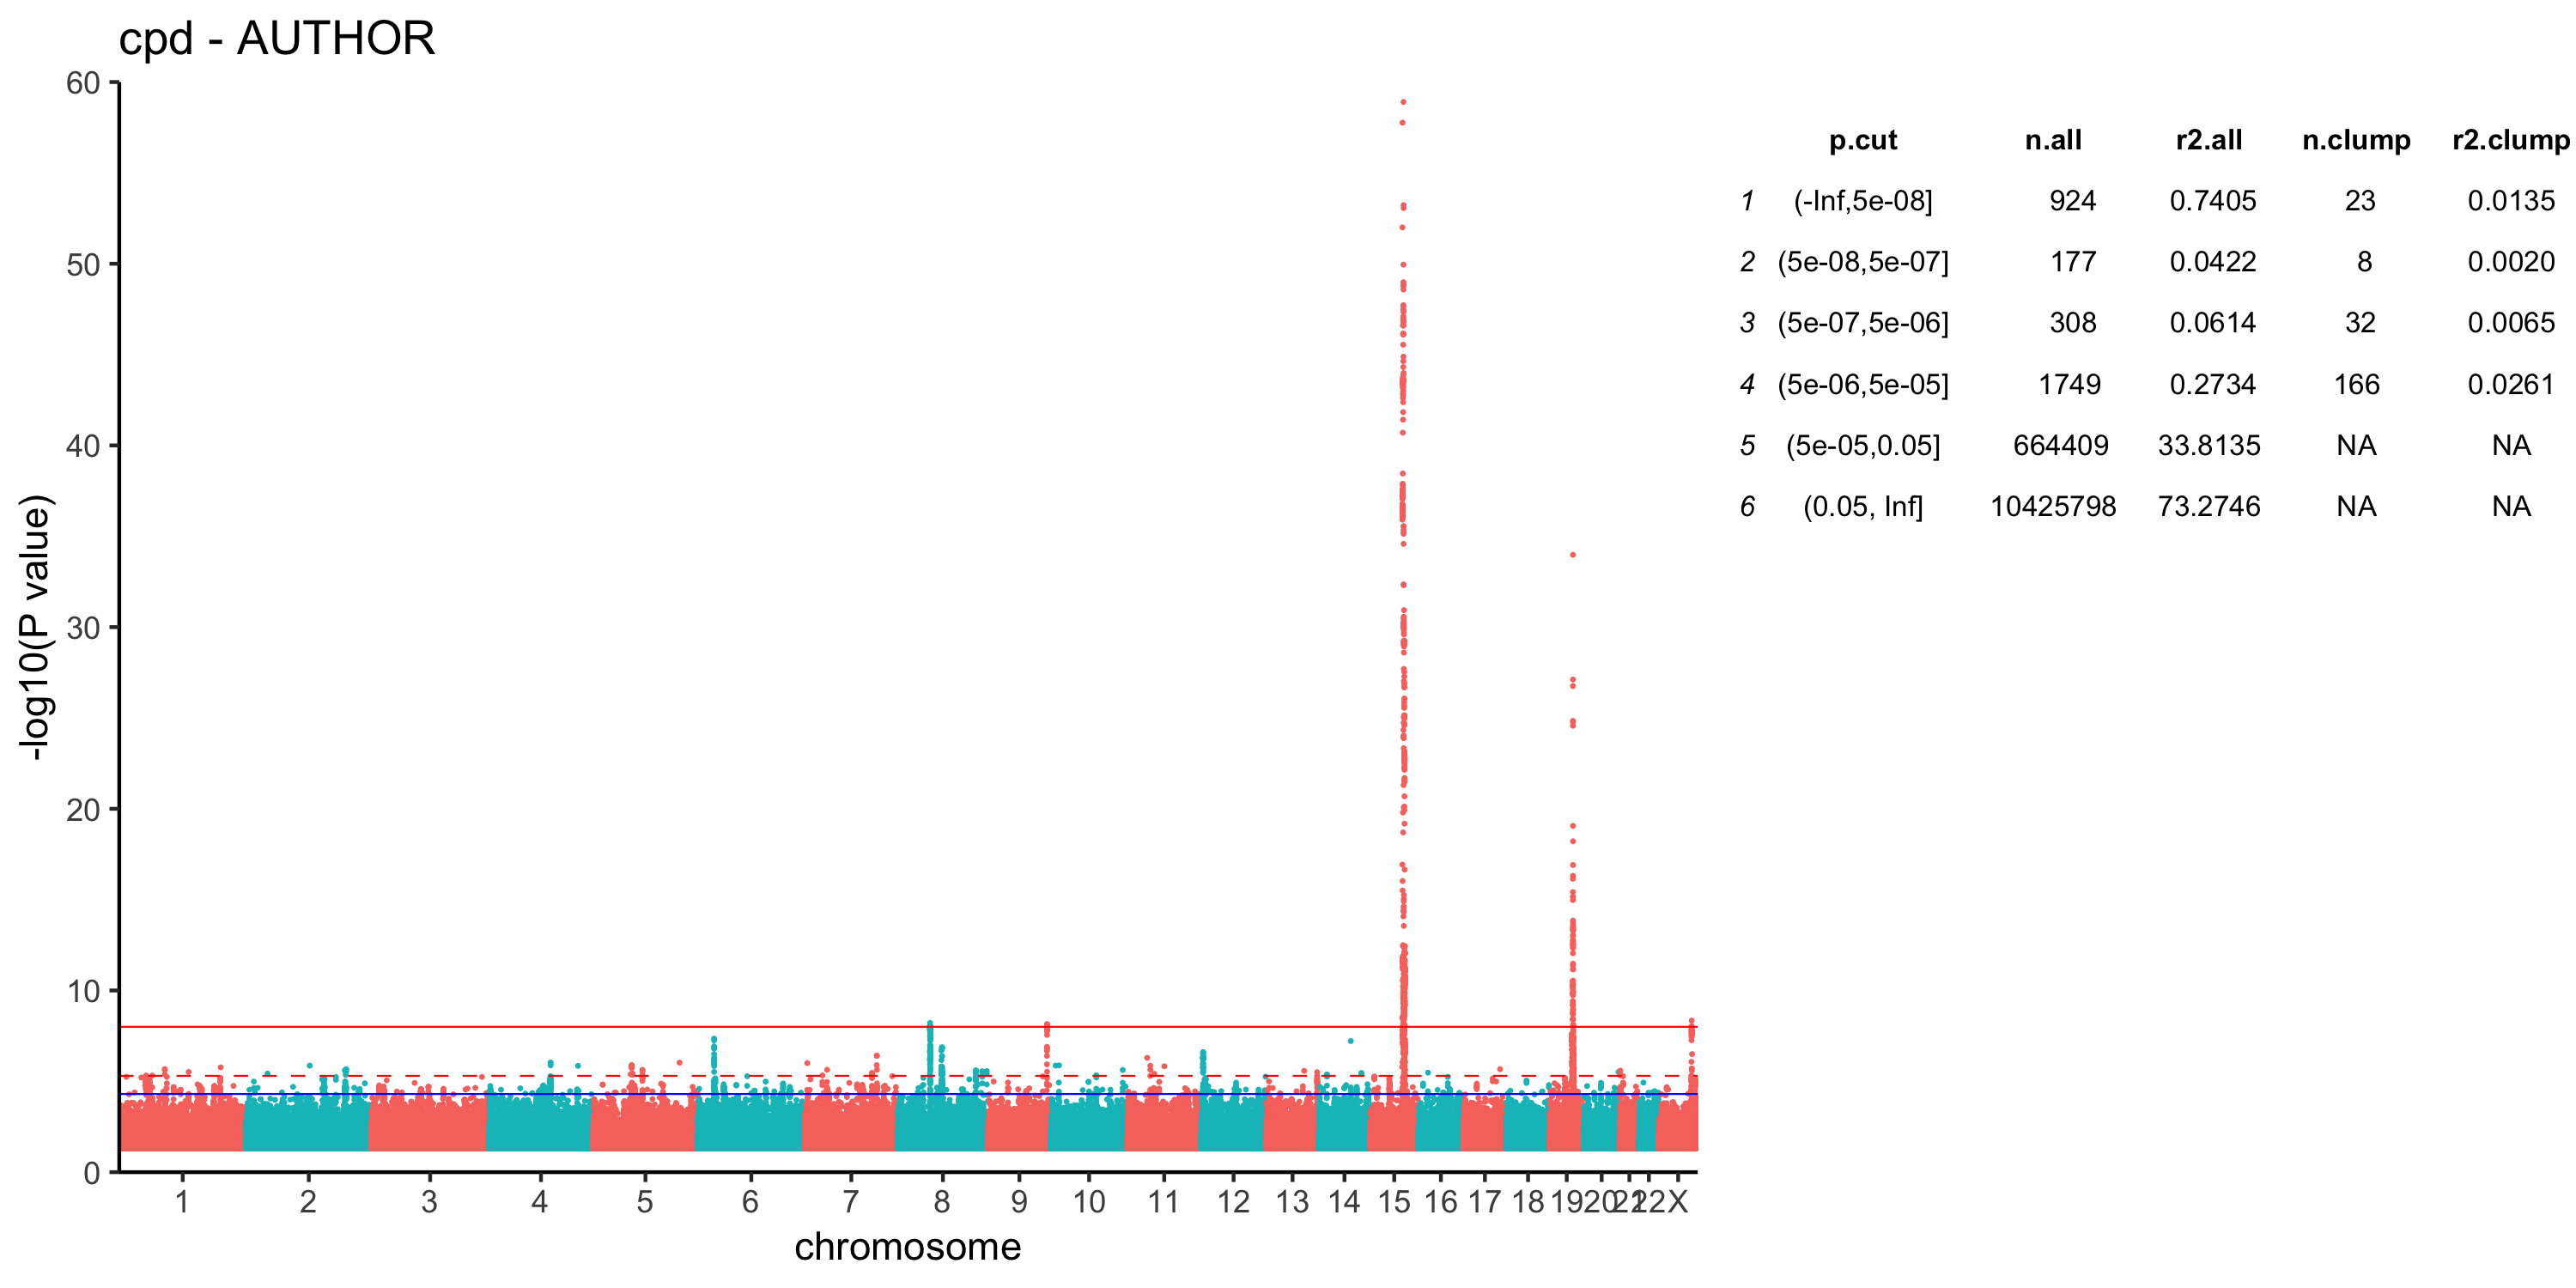 cpd - AUTHOR
60
50
40
30
20
10
0
-log10(P value)
1 2 3 4 5 6 7 8 9 10 11 12 13 14 15 16 17 18 19 20 21 22 X
chromosome
p.cut n.all r2.all n.clump r2.clump
1 (-Inf,5e-08] 924 0.7405 23 0.0135
2 (5e-08,5e-07] 177 0.0422 8 0.0020
3 (5e-07,5e-06] 308 0.0614 32 0.0065
4 (5e-06,5e-05] 1749 0.2734 166 0.0261
5 (5e-05,0.05] 664409 33.8135 NA NA
6 (0.05, Inf] 10425798 73.2746 NA NA